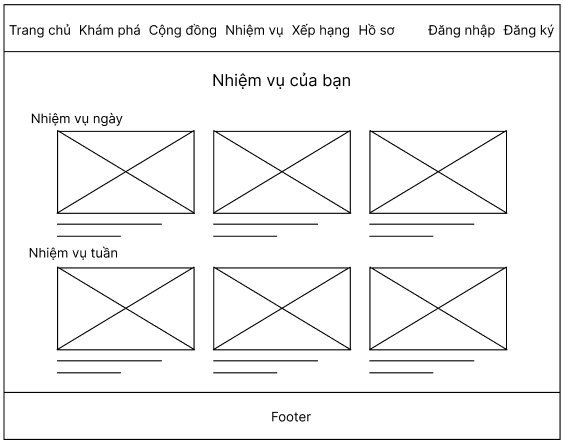 Trang chủ Khám phá Cộng đồng Nhiệm vụ Xếp hạng Hồ sơ Đăng nhập Đăng ký
Nhiệm vụ của bạn
Nhiệm vụ ngày
Nhiệm vụ tuần
Footer